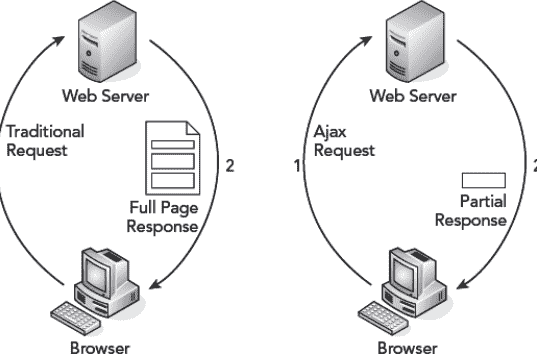 Web Server
Traditional
Request
2
Full Page
Response
Browser
Web Server
Ajax
1 Request
2
Partial
Response
Browser